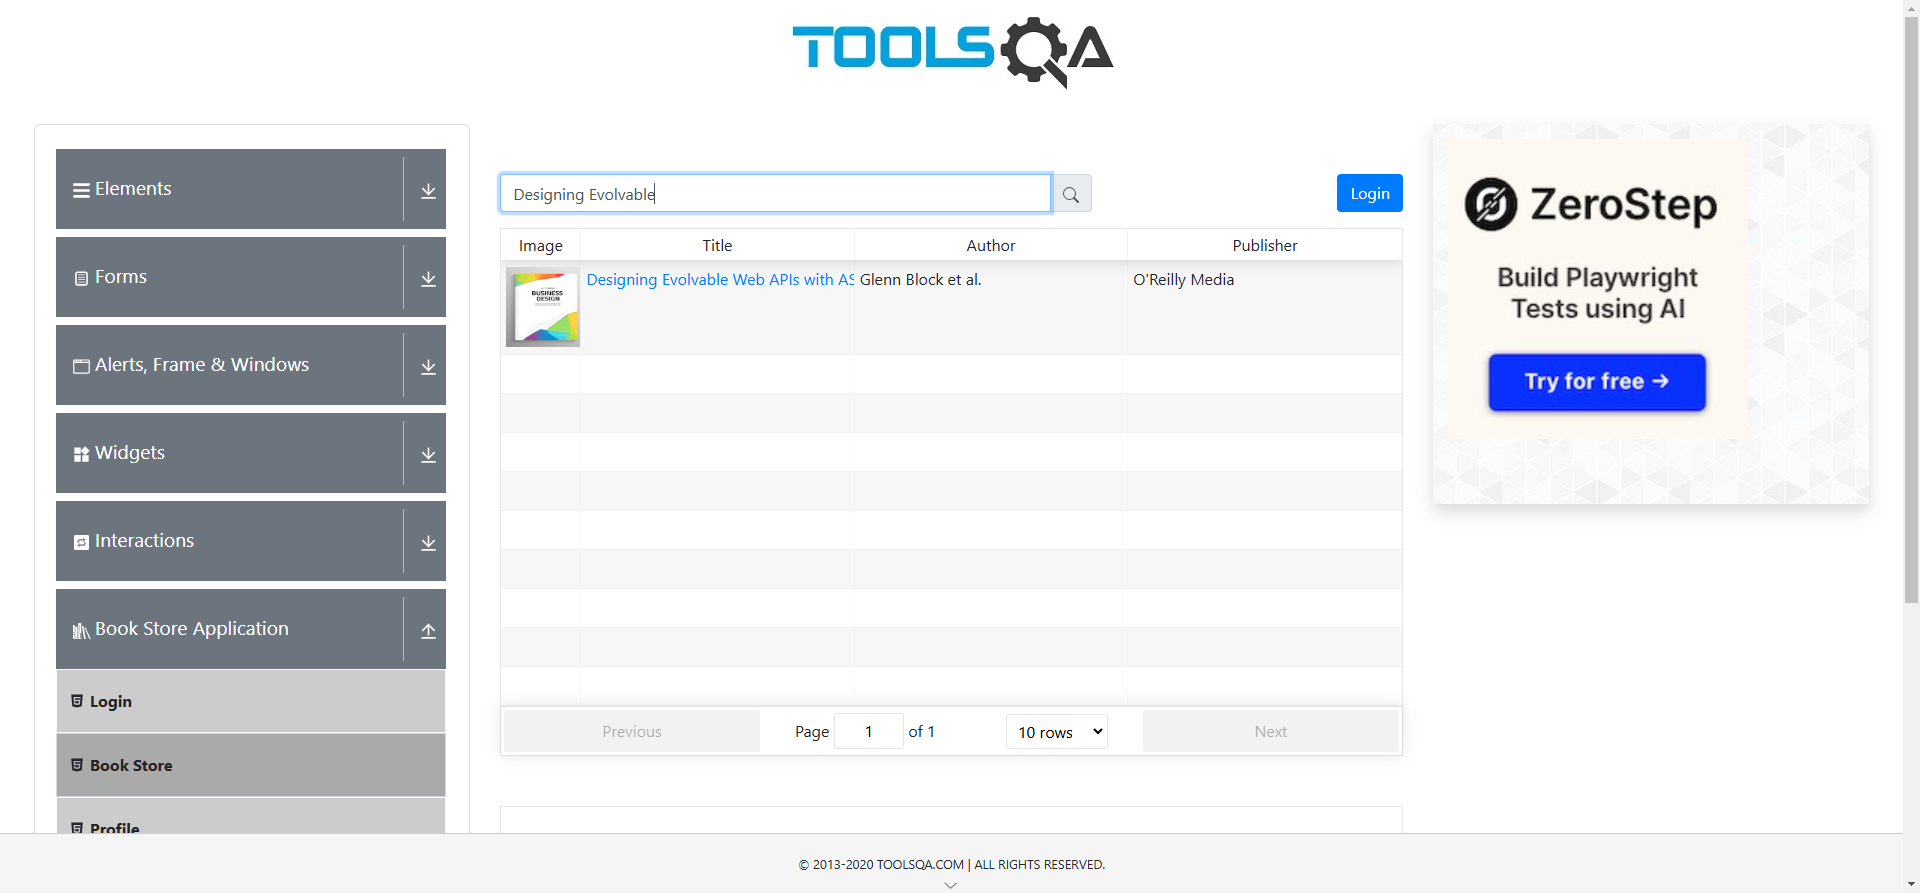 TOOLSQA
Elements
Forms
Alerts, Frame & Windows
Widgets
Interactions
Book Store Application
Login
Book Store
Profile
Designing Evolvable
Login
Image Title Author Publisher
BUSINESS
DESIGN
Designing Evolvable Web APIs with AS Glenn Block et al. O'Reilly Media
Previous Page 1 of 1 10 rows Next
ZeroStep
Build Playwright
Tests using AI
Try for free →
© 2013-2020 TOOLSQA.COM | ALL RIGHTS RESERVED.